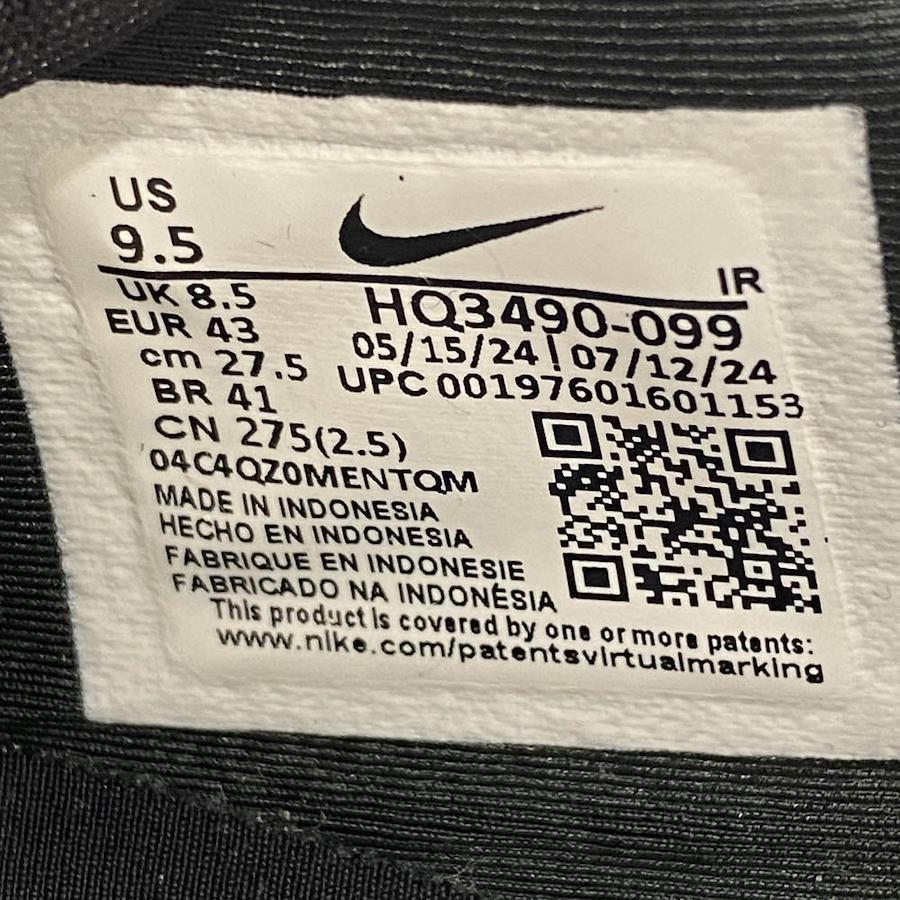 US
9.5
IR
UK 8.5
EUR 43
cm 27.5
BR 41
CN 275(2.5)
HQ3490-099
05/15/24 | 07/12/24
UPC 00197601601153
04C4QZ0MENTQM
MADE IN INDONESIA
HECHO EN INDONESIA
FABRIQUE EN INDONESIE
FABRICADO NA INDONÉSIA
This product is covered by one or more patents:
www.nike.com/patentsvirtualmarking